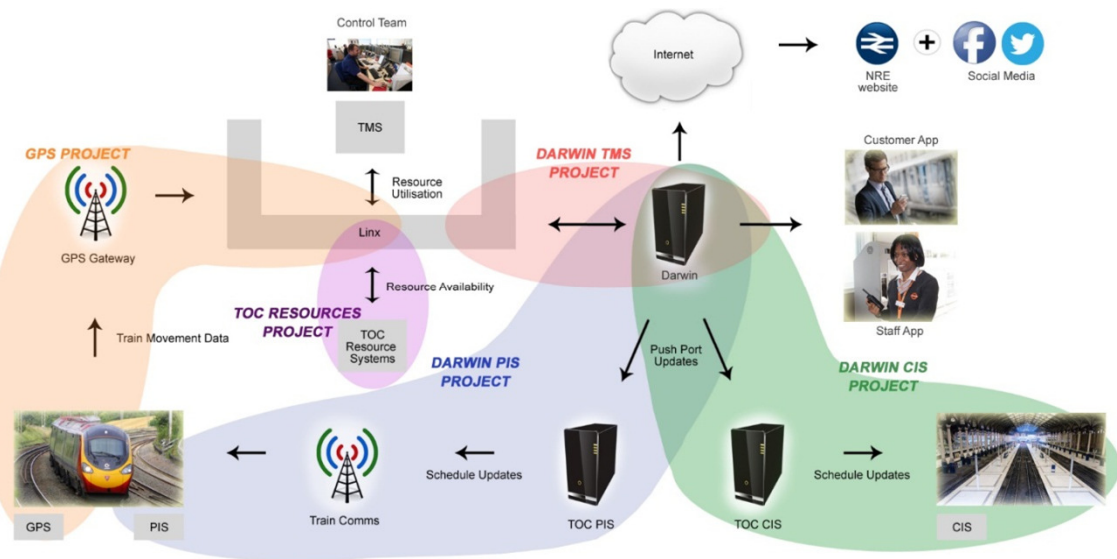 Control Team
Internet
NRE
website
Social Media
TMS
GPS PROJECT
DARWIN TMS
PROJECT
Customer App
Resource
Utilisation
Linx
GPS Gateway
Darwin
Resource Availability
TOC RESOURCES
PROJECT
Staff App
Train Movement Data
TOC
Resource
Systems
Push Port
Updates
DARWIN PIS
PROJECT
DARWIN CIS
PROJECT
Schedule Updates
Schedule Updates
GPS
PIS
Train Comms
TOC PIS
TOC CIS
CIS